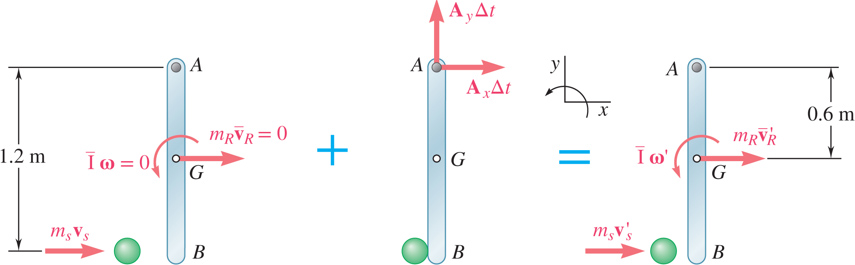 A
1.2 m
m_R v̄_R = 0
Ī ω = 0
G
m_s v_s
B
+
A_y Δt
A
A_x Δt
G
B
y
x
=
A
0.6 m
m_R v̄'_R
Ī ω'
G
m_s v'_s
B